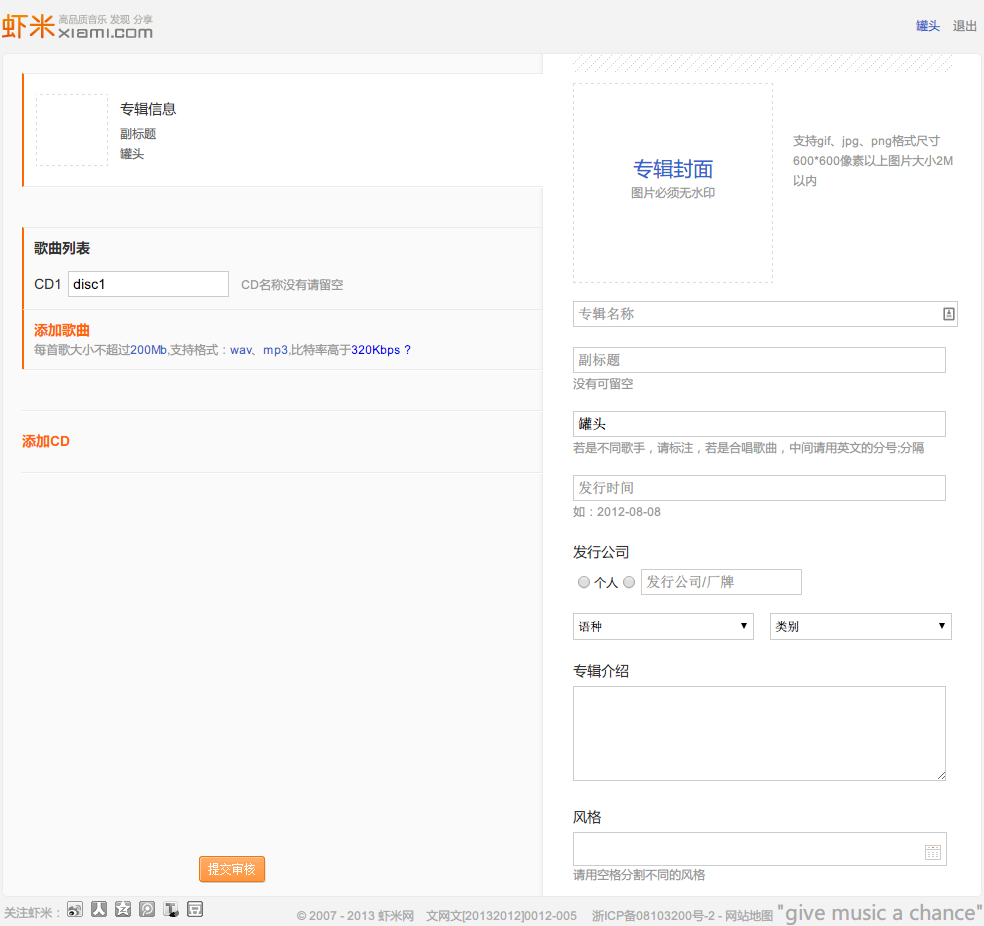 虾米 高品质音乐 发现 分享
xiami.com
罐头 退出
专辑信息
副标题
罐头
歌曲列表
CD1 disc1 CD名称没有请留空
添加歌曲
每首歌大小不超过200Mb,支持格式：wav、mp3,比特率高于320Kbps ?
添加CD
提交审核
专辑封面
图片必须无水印
支持gif、jpg、png格式尺寸
600*600像素以上图片大小2M
以内
专辑名称
副标题
没有可留空
罐头
若是不同歌手，请标注，若是合唱歌曲，中间请用英文的分号;分隔
发行时间
如：2012-08-08
发行公司
个人 发行公司/厂牌
语种 类别
专辑介绍
风格
请用空格分割不同的风格
关注虾米：
© 2007 - 2013 虾米网 文网文[20132012]0012-005 浙ICP备08103200号-2 - 网站地图 "give music a chance"